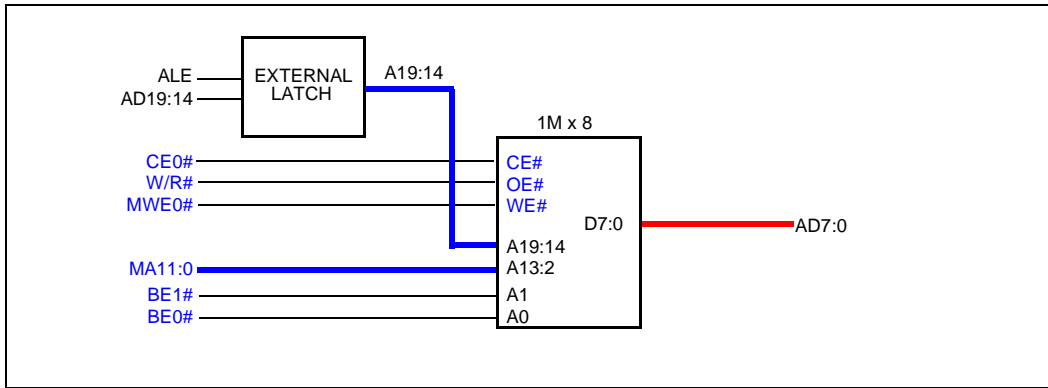 ALE
AD19:14
EXTERNAL
LATCH
A19:14
1M x 8
CE0#
W/R#
MWE0#
CE#
OE#
WE#
D7:0
AD7:0
A19:14
MA11:0
A13:2
BE1#
A1
BE0#
A0